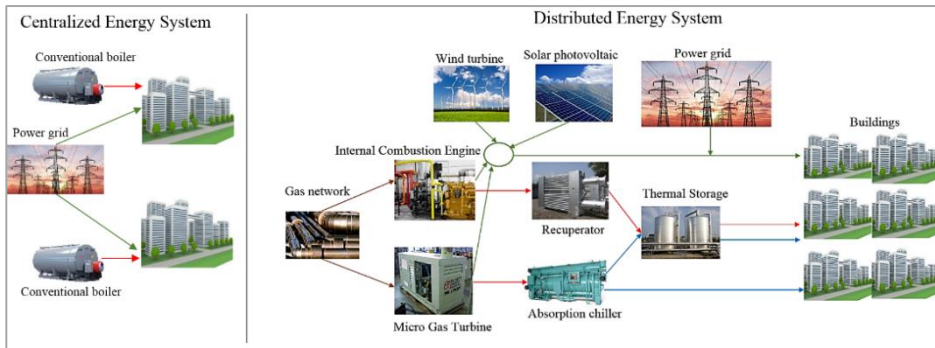 Centralized Energy System
Conventional boiler
Power grid
Conventional boiler
Distributed Energy System
Wind turbine
Solar photovoltaic
Power grid
Buildings
Internal Combustion Engine
Gas network
Thermal Storage
Recuperator
Micro Gas Turbine
Absorption chiller